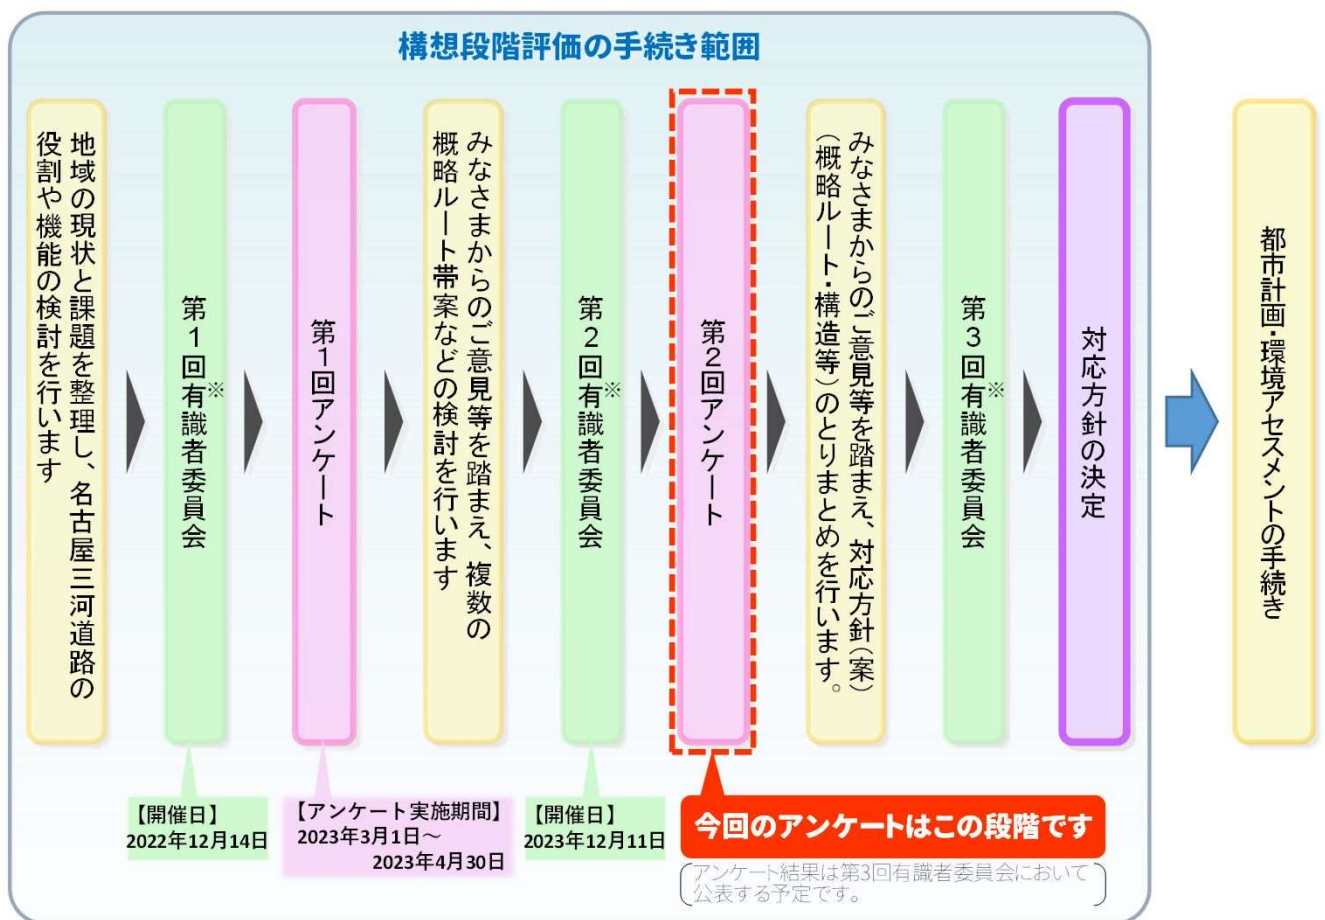 構想段階評価の手続き範囲
地域の現状と課題を整理し、名古屋三河道路の
役割や機能の検討を行います
第1回有識者委員会※
第1回アンケート
みなさまからのご意見等を踏まえ、複数の
概略ルート帯案などの検討を行います
第2回有識者委員会※
第2回アンケート
みなさまからのご意見等を踏まえ、対応方針(案)
(概略ルート・構造等)のとりまとめを行います。
第3回有識者委員会※
対応方針の決定
都市計画・環境アセスメントの手続き
【開催日】
2022年12月14日
【アンケート実施期間】
2023年3月1日～
2023年4月30日
【開催日】
2023年12月11日
今回のアンケートはこの段階です
アンケート結果は第3回有識者委員会において
公表する予定です。